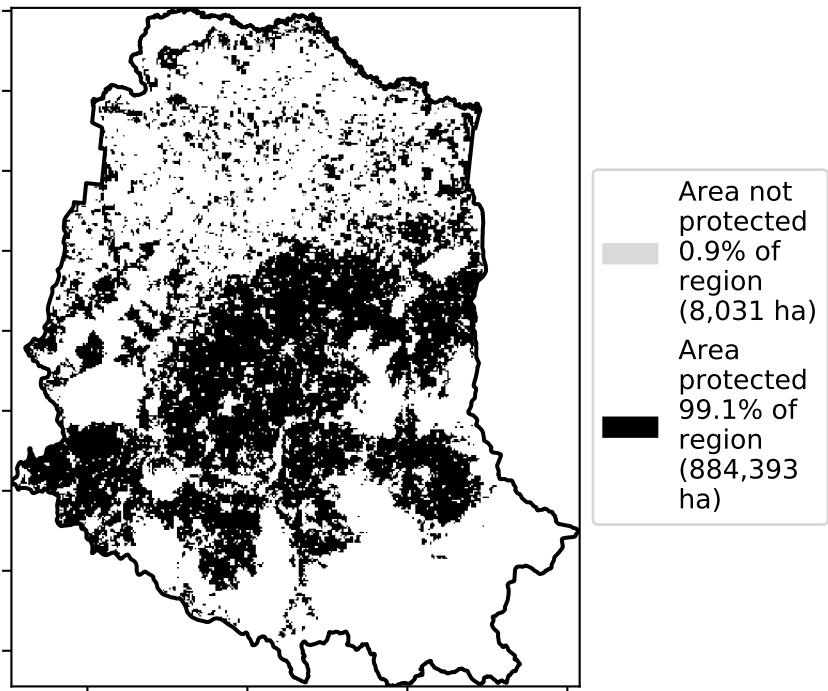 Area not
protected
0.9% of
region
(8,031 ha)
Area
protected
99.1% of
region
(884,393
ha)